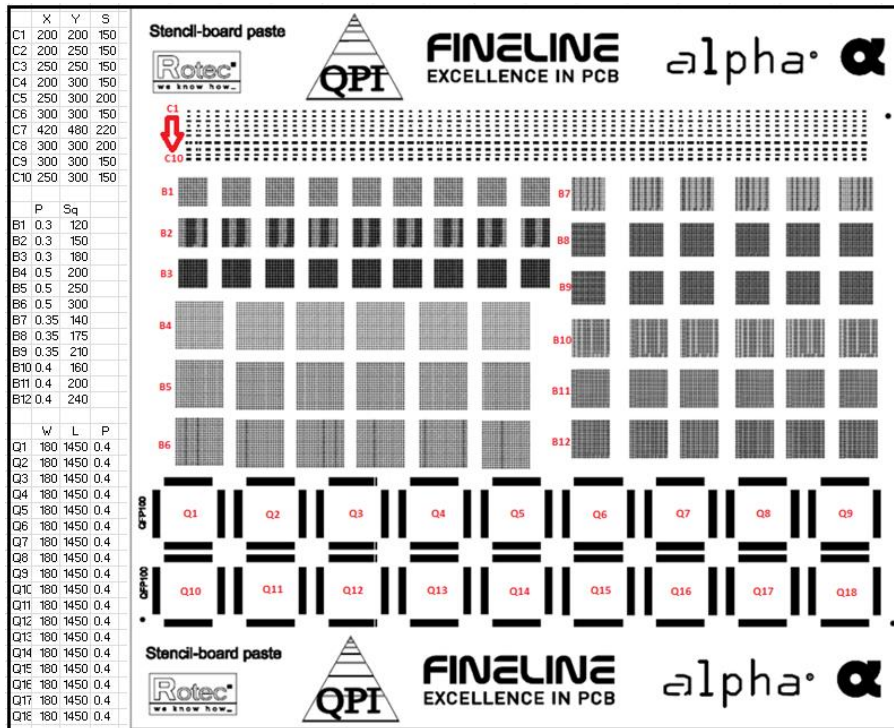 X Y S
C1 200 200 150
C2 200 250 150
C3 250 250 150
C4 200 300 150
C5 250 300 200
C6 300 300 150
C7 420 480 220
C8 300 300 200
C9 300 300 150
C10 250 300 150
P Sq
B1 0.3 120
B2 0.3 150
B3 0.3 180
B4 0.5 200
B5 0.5 250
B6 0.5 300
B7 0.35 140
B8 0.35 175
B9 0.35 210
B10 0.4 160
B11 0.4 200
B12 0.4 240
W L P
Q1 180 1450 0.4
Q2 180 1450 0.4
Q3 180 1450 0.4
Q4 180 1450 0.4
Q5 180 1450 0.4
Q6 180 1450 0.4
Q7 180 1450 0.4
Q8 180 1450 0.4
Q9 180 1450 0.4
Q10 180 1450 0.4
Q11 180 1450 0.4
Q12 180 1450 0.4
Q13 180 1450 0.4
Q14 180 1450 0.4
Q15 180 1450 0.4
Q16 180 1450 0.4
Q17 180 1450 0.4
Q18 180 1450 0.4
Stencil-board paste
Rotec
we know how...
QPI
FINELINE
EXCELLENCE IN PCB
alpha α
C1
C10
B1
B2
B3
B4
B5
B6
B7
B8
B9
B10
B11
B12
QFP100
Q1 Q2 Q3 Q4 Q5 Q6 Q7 Q8 Q9
QFP100
Q10 Q11 Q12 Q13 Q14 Q15 Q16 Q17 Q18
Stencil-board paste
Rotec
we know how...
QPI
FINELINE
EXCELLENCE IN PCB
alpha α